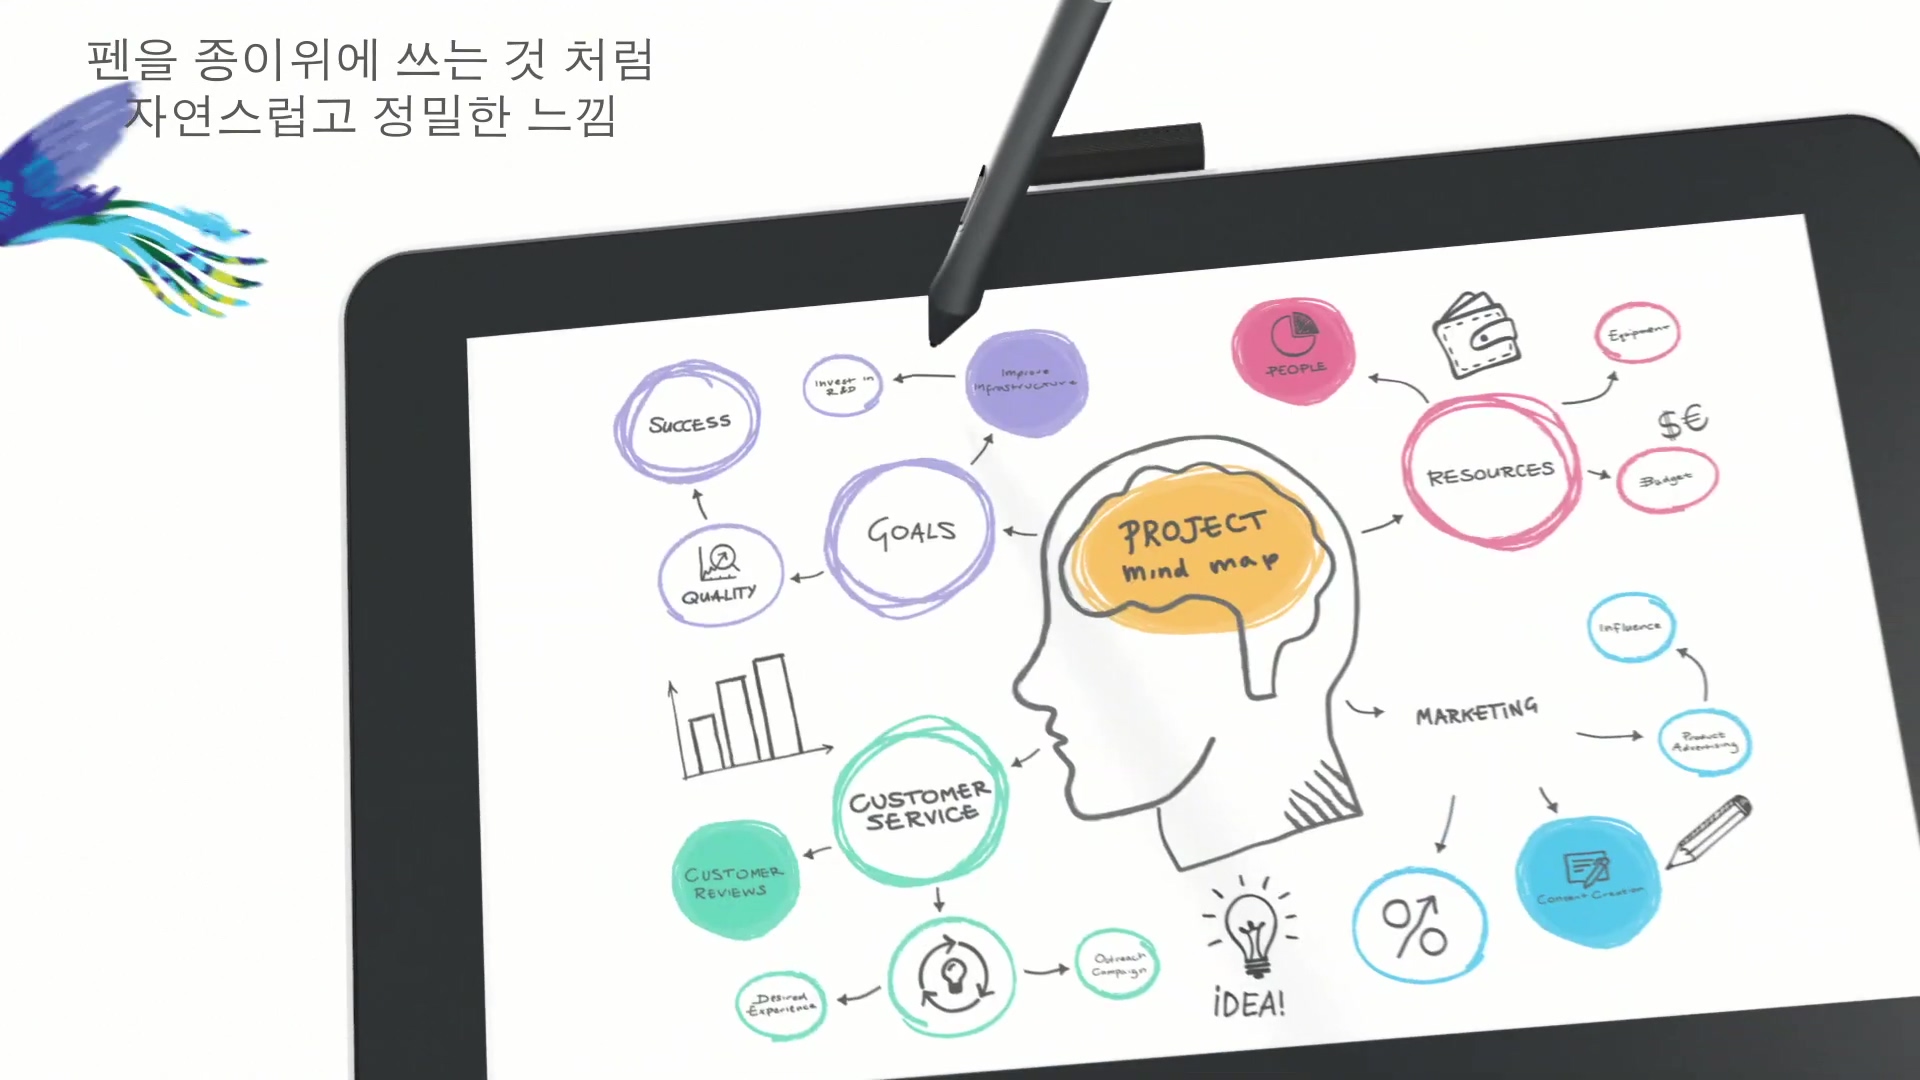 펜을 종이위에 쓰는 것 처럼
자연스럽고 정밀한 느낌
SUCCESS
Invest in
R&D
Improve
Infrastructure
PEOPLE
Equipment
$€
Budget
RESOURCES
GOALS
QUALITY
PROJECT
mind map
Influence
MARKETING
Product
Advertising
CUSTOMER
SERVICE
CUSTOMER
REVIEWS
Content Creation
Outreach
Campaign
Desired
Experience
iDEA!